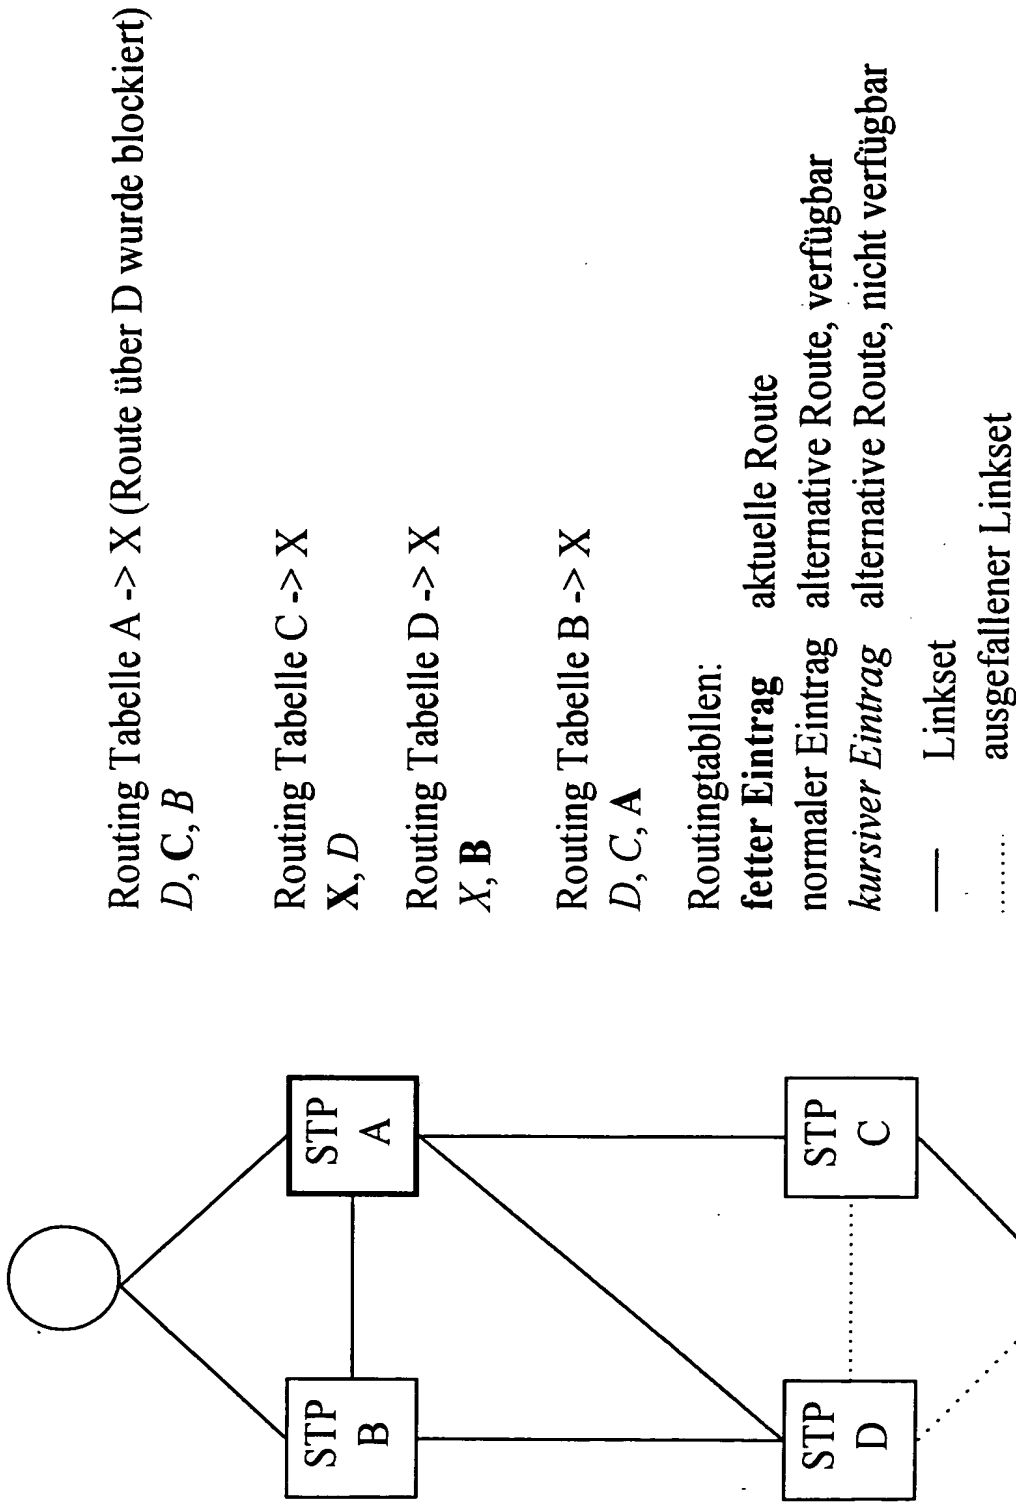 Routing Tabelle A -> X (Route über D wurde blockiert)
D, C, B
Routing Tabelle C -> X
X, D
Routing Tabelle D -> X
X, B
Routing Tabelle B -> X
D, C, A
Routingtabllen:
fetter Eintrag aktuelle Route
normaler Eintrag alternative Route, verfügbar
kursiver Eintrag alternative Route, nicht verfügbar
Linkset
ausgefallener Linkset
STP
B
STP
A
STP
D
STP
C